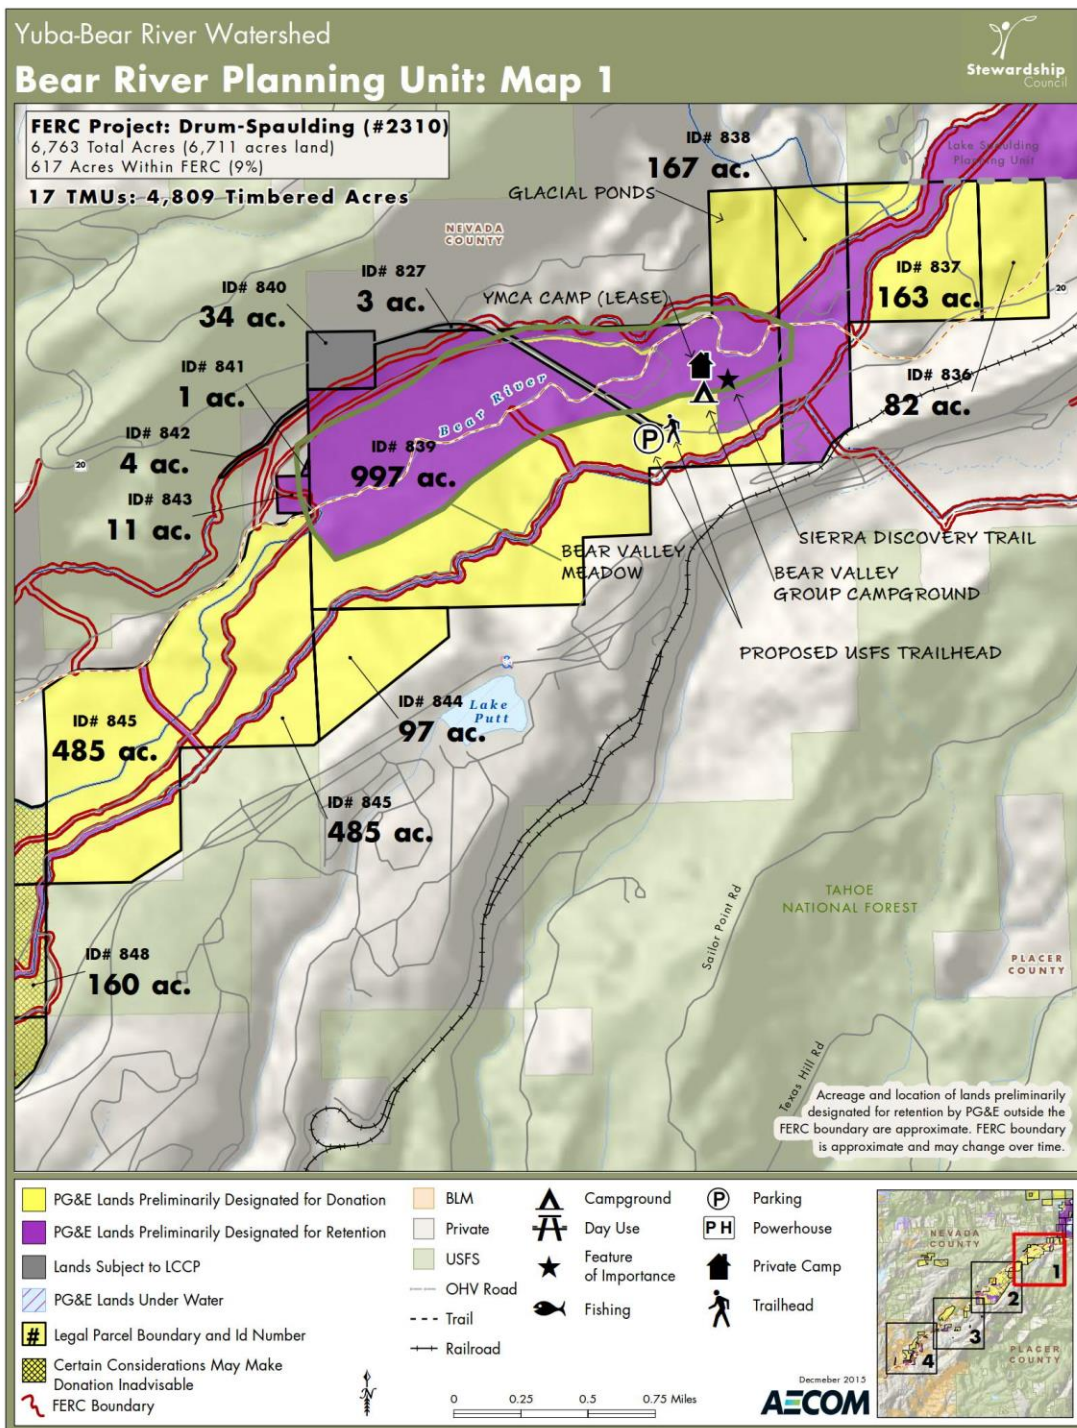 Yuba-Bear River Watershed
Bear River Planning Unit: Map 1
Stewardship
Council
FERC Project: Drum-Spaulding (#2310)
6,763 Total Acres (6,711 acres land)
617 Acres Within FERC (9%)
17 TMUs: 4,809 Timbered Acres
ID# 838
167 ac.
Lake Spaulding
Planning Unit
GLACIAL PONDS
NEVADA
COUNTY
ID# 827
3 ac.
ID# 840
34 ac.
YMCA CAMP (LEASE)
ID# 837
163 ac.
20
ID# 841
1 ac.
ID# 836
82 ac.
Bear River
P
ID# 842
4 ac.
20
ID# 839
997 ac.
ID# 843
11 ac.
SIERRA DISCOVERY TRAIL
BEAR VALLEY
MEADOW
BEAR VALLEY
GROUP CAMPGROUND
PROPOSED USFS TRAILHEAD
ID# 844
97 ac.
Lake
Putt
ID# 845
485 ac.
ID# 845
485 ac.
TAHOE
NATIONAL FOREST
Sailor Point Rd
ID# 848
160 ac.
PLACER
COUNTY
Texas Hill Rd
Acreage and location of lands preliminarily
designated for retention by PG&E outside the
FERC boundary are approximate. FERC boundary
is approximate and may change over time.
PG&E Lands Preliminarily Designated for Donation
PG&E Lands Preliminarily Designated for Retention
Lands Subject to LCCP
PG&E Lands Under Water
# Legal Parcel Boundary and Id Number
Certain Considerations May Make
Donation Inadvisable
FERC Boundary
BLM
Private
USFS
OHV Road
Trail
Railroad
Campground
Day Use
Feature
of Importance
Fishing
P Parking
PH Powerhouse
Private Camp
Trailhead
N
0 0.25 0.5 0.75 Miles
Decmeber 2015
AECOM
NEVADA
COUNTY
1
2
3
PLACER
COUNTY
4